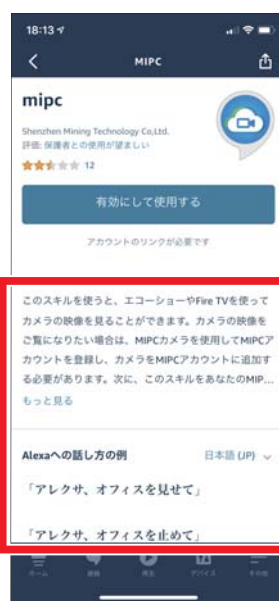 18:13
MIPC
mipc
Shenzhen Mining Technology Co,Ltd.
評価: 保護者との使用が望ましい
12
有効にして使用する
アカウントのリンクが必要です
このスキルを使うと、エコーショーやFire TVを使って
カメラの映像を見ることができます。カメラの映像を
ご覧になりたい場合は、MIPCカメラを使用してMIPCア
カウントを登録し、カメラをMIPCアカウントに追加す
る必要があります。次に、このスキルをあなたのMIP...
もっと見る
Alexaへの話し方の例 日本語 (JP)
「アレクサ、オフィスを見せて」
「アレクサ、オフィスを止めて」
ホーム 再生 デバイス その他